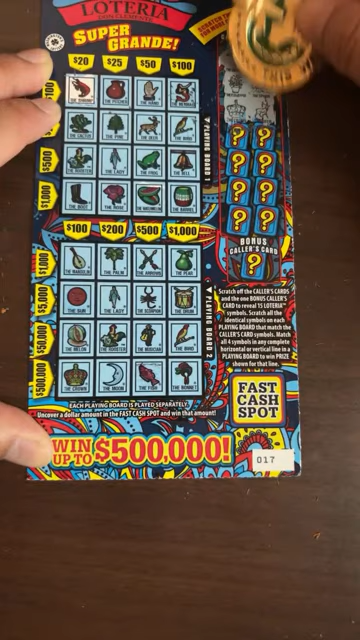 LOTERIA
DON CLEMENTE
SUPER
GRANDE!
$20 $25 $50 $100
$100
THE SHRIMP THE PITCHER THE HAND THE MERMAID
THE CACTUS THE PINE THE DEER THE BIRD
$500
THE ROOSTER THE LADY THE FROG THE BELL
$1,000
THE BOOT THE ROSE THE WATERMELON THE BARREL
PLAYING BOARD 1
$100 $200 $500 $1,000
$1,000
THE MANDOLIN THE PALM THE ARROWS THE PEAR
$5,000
THE SUN THE LADY THE SCORPION THE DRUM
$50,000
THE MELON THE ROOSTER THE MUSICIAN THE BIRD
$500,000
THE CROWN THE MOON THE FISH THE BONNET
PLAYING BOARD 2
? ?
? ?
? ?
? ?
BONUS
CALLER'S CARD
?
Scratch off the CALLER'S CARDS
and the one BONUS CALLER'S
CARD to reveal 15 LOTERIA™
symbols. Scratch all the
identical symbols on each
PLAYING BOARD that match the
CALLER'S CARD symbols. Match
all 4 symbols in any complete
horizontal or vertical line in a
PLAYING BOARD to win PRIZE
shown for that line.
FAST
CASH
SPOT
EACH PLAYING BOARD IS PLAYED SEPARATELY.
Uncover a dollar amount in the FAST CASH SPOT and win that amount!
WIN
UP TO $500,000!
017